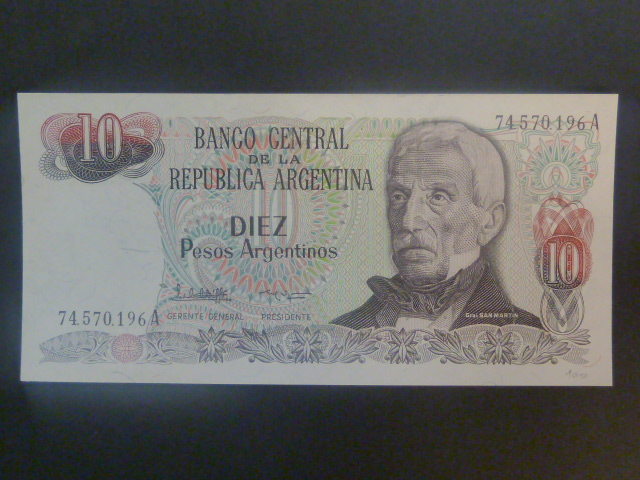 10
74.570.196 A
BANCO CENTRAL
DE LA
REPUBLICA ARGENTINA
10
DIEZ
Pesos Argentinos
10
Gral. SAN MARTIN
74.570.196 A
GERENTE GENERAL
PRESIDENTE